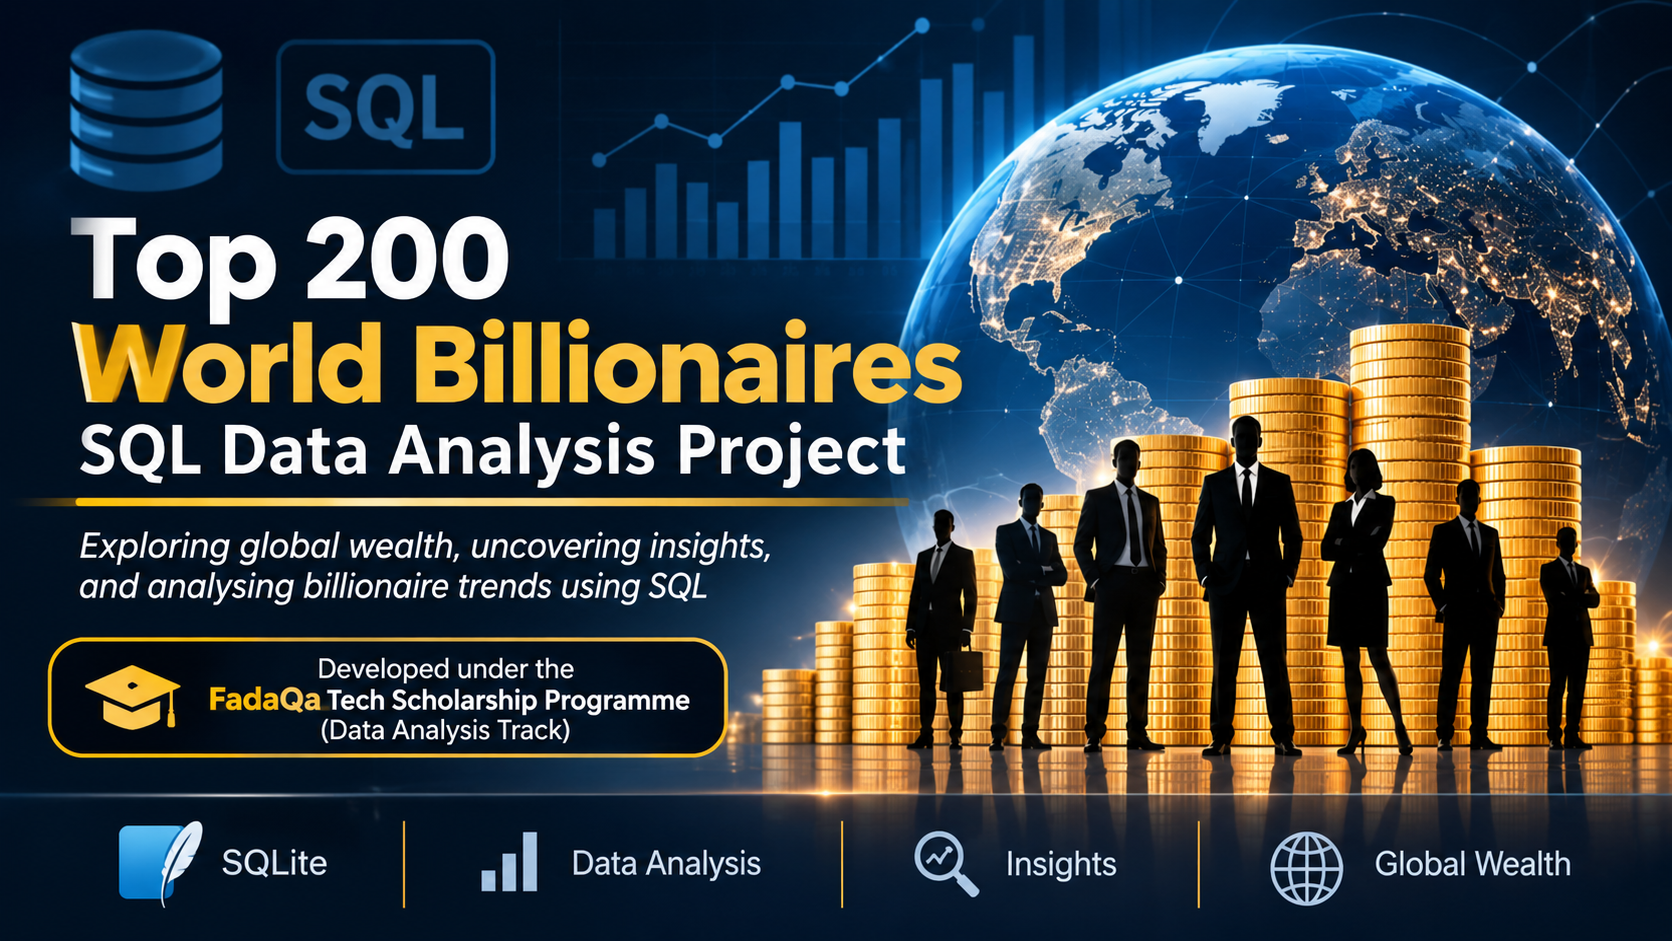 SQL
Top 200
World Billionaires
SQL Data Analysis Project
Exploring global wealth, uncovering insights,
and analysing billionaire trends using SQL
Developed under the
FadaQa Tech Scholarship Programme
(Data Analysis Track)
SQLite
Data Analysis
Insights
Global Wealth